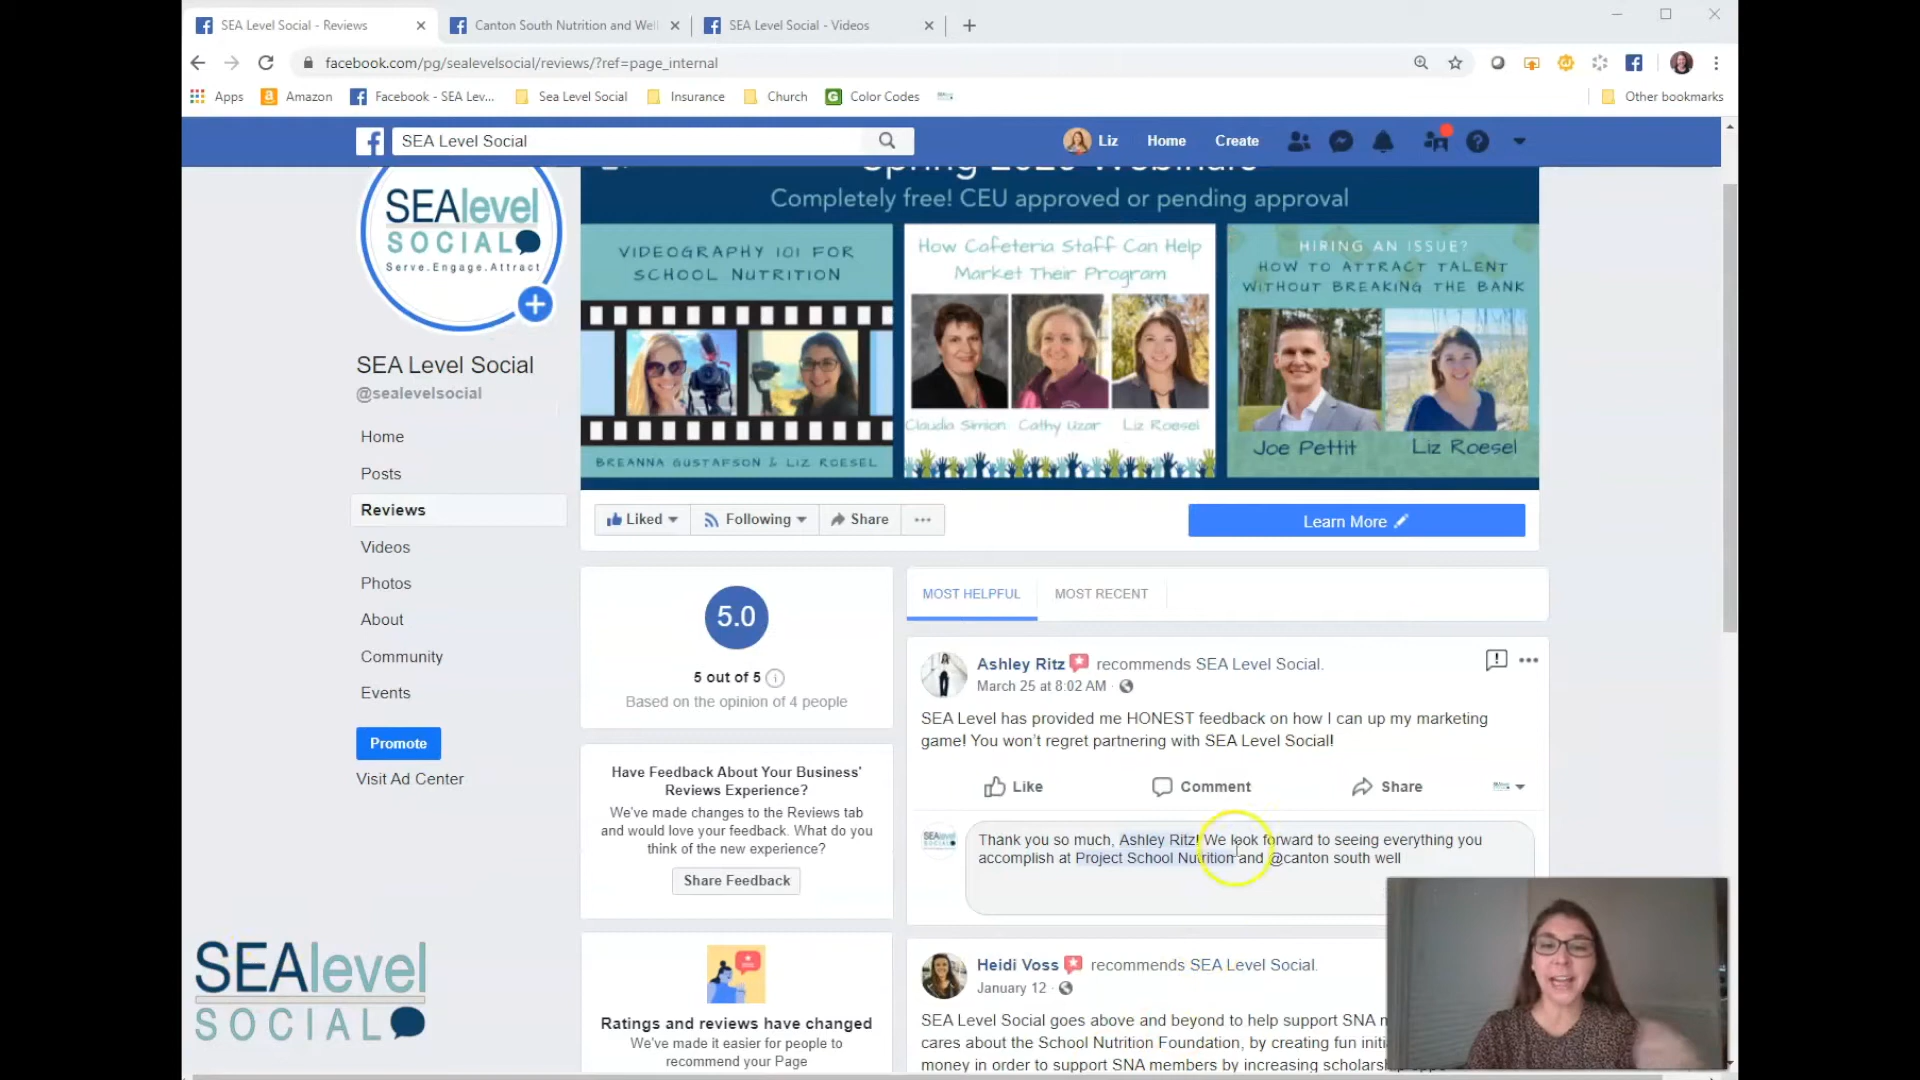 SEA Level Social - Reviews
Canton South Nutrition and Well
SEA Level Social - Videos
facebook.com/pg/sealevelsocial/reviews/?ref=page_internal
Apps Amazon Facebook - SEA Lev... Sea Level Social Insurance Church Color Codes Other bookmarks
SEA Level Social
Liz Home Create
Completely free! CEU approved or pending approval
SEAlevel
SOCIAL
Serve.Engage.Attract
VIDEOGRAPHY 101 FOR
SCHOOL NUTRITION
BREANNA GUSTAFSON & LIZ ROESEL
How Cafeteria Staff Can Help
Market Their Program
Claudia Simion Cathy Uzar Liz Roesel
HIRING AN ISSUE?
HOW TO ATTRACT TALENT
WITHOUT BREAKING THE BANK
Joe Pettit Liz Roesel
SEA Level Social
@sealevelsocial
Home
Posts
Reviews
Videos
Photos
About
Community
Events
Promote
Visit Ad Center
Liked Following Share
Learn More
5.0
5 out of 5
Based on the opinion of 4 people
Have Feedback About Your Business'
Reviews Experience?
We've made changes to the Reviews tab
and would love your feedback. What do you
think of the new experience?
Share Feedback
Ratings and reviews have changed
We've made it easier for people to
recommend your Page
MOST HELPFUL MOST RECENT
Ashley Ritz recommends SEA Level Social.
March 25 at 8:02 AM ·
SEA Level has provided me HONEST feedback on how I can up my marketing
game! You won't regret partnering with SEA Level Social!
Like Comment Share
Thank you so much, Ashley Ritz! We look forward to seeing everything you
accomplish at Project School Nutrition and @canton south well
Heidi Voss recommends SEA Level Social.
January 12 ·
SEA Level Social goes above and beyond to help support SNA
cares about the School Nutrition Foundation, by creating fun
money in order to support SNA members by increasing
SEAlevel
SOCIAL